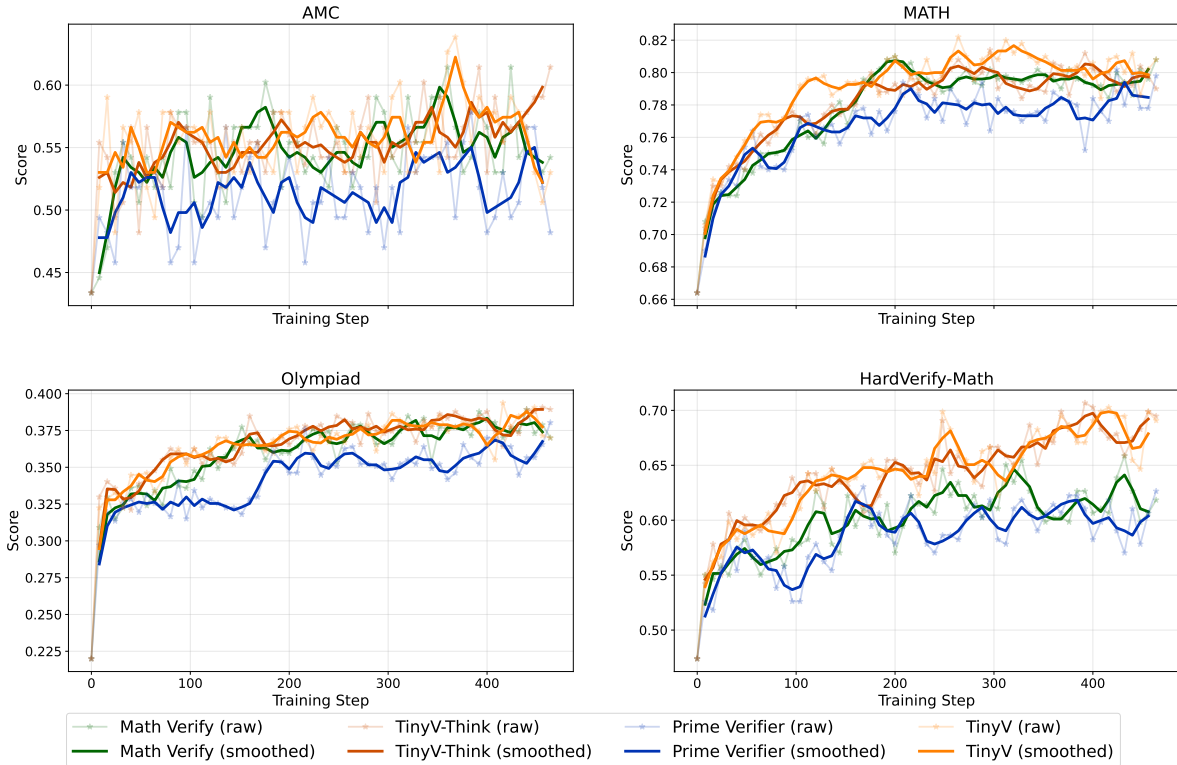 AMC
MATH
0.60
0.55
0.50
0.45
Score
Training Step
0.82
0.80
0.78
0.76
0.74
0.72
0.70
0.68
0.66
Score
Training Step
Olympiad
HardVerify-Math
0.400
0.375
0.350
0.325
0.300
0.275
0.250
0.225
Score
0 100 200 300 400
Training Step
0.70
0.65
0.60
0.55
0.50
Score
0 100 200 300 400
Training Step
Math Verify (raw) TinyV-Think (raw) Prime Verifier (raw) TinyV (raw)
Math Verify (smoothed) TinyV-Think (smoothed) Prime Verifier (smoothed) TinyV (smoothed)